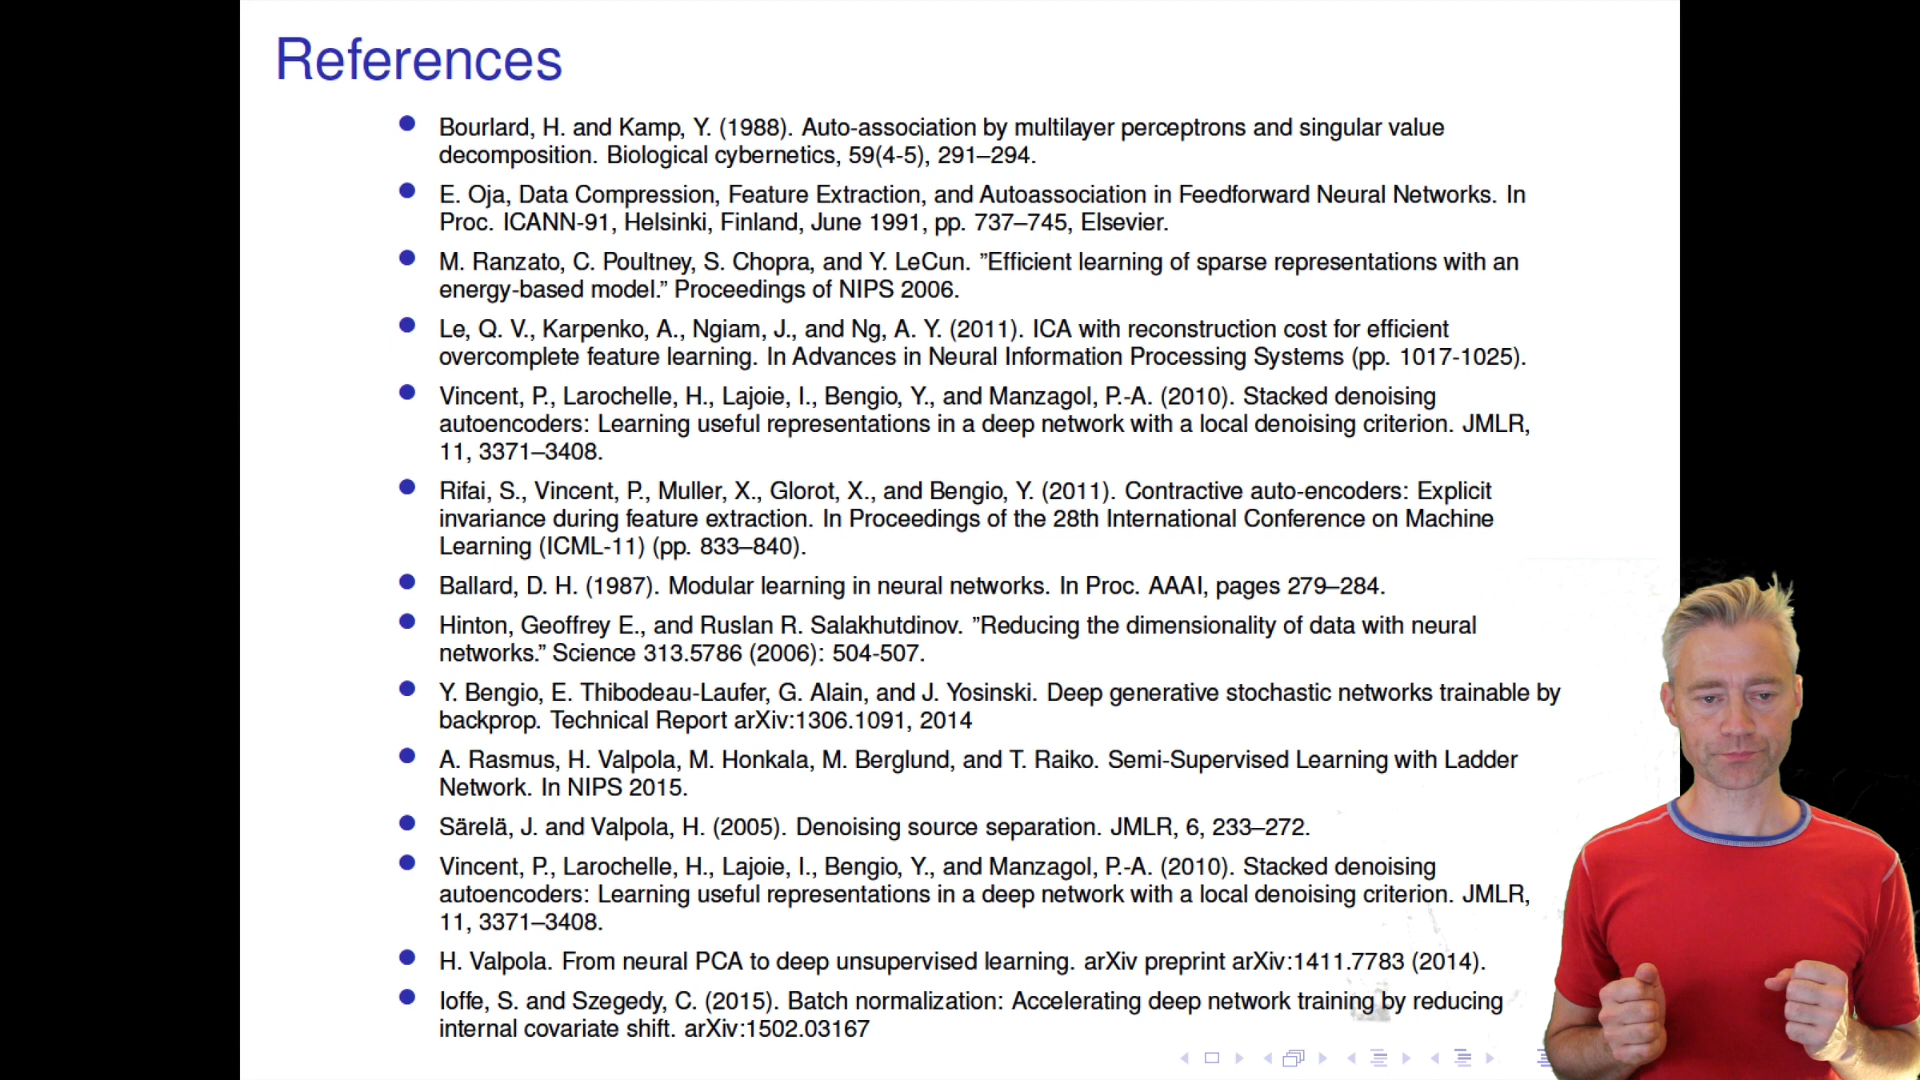 References
Bourlard, H. and Kamp, Y. (1988). Auto-association by multilayer perceptrons and singular value
decomposition. Biological cybernetics, 59(4-5), 291–294.
E. Oja, Data Compression, Feature Extraction, and Autoassociation in Feedforward Neural Networks. In
Proc. ICANN-91, Helsinki, Finland, June 1991, pp. 737–745, Elsevier.
M. Ranzato, C. Poultney, S. Chopra, and Y. LeCun. ”Efficient learning of sparse representations with an
energy-based model.” Proceedings of NIPS 2006.
Le, Q. V., Karpenko, A., Ngiam, J., and Ng, A. Y. (2011). ICA with reconstruction cost for efficient
overcomplete feature learning. In Advances in Neural Information Processing Systems (pp. 1017-1025).
Vincent, P., Larochelle, H., Lajoie, I., Bengio, Y., and Manzagol, P.-A. (2010). Stacked denoising
autoencoders: Learning useful representations in a deep network with a local denoising criterion. JMLR,
11, 3371–3408.
Rifai, S., Vincent, P., Muller, X., Glorot, X., and Bengio, Y. (2011). Contractive auto-encoders: Explicit
invariance during feature extraction. In Proceedings of the 28th International Conference on Machine
Learning (ICML-11) (pp. 833–840).
Ballard, D. H. (1987). Modular learning in neural networks. In Proc. AAAI, pages 279–284.
Hinton, Geoffrey E., and Ruslan R. Salakhutdinov. ”Reducing the dimensionality of data with neural
networks.” Science 313.5786 (2006): 504-507.
Y. Bengio, E. Thibodeau-Laufer, G. Alain, and J. Yosinski. Deep generative stochastic networks trainable by
backprop. Technical Report arXiv:1306.1091, 2014
A. Rasmus, H. Valpola, M. Honkala, M. Berglund, and T. Raiko. Semi-Supervised Learning with Ladder
Network. In NIPS 2015.
Särelä, J. and Valpola, H. (2005). Denoising source separation. JMLR, 6, 233–272.
Vincent, P., Larochelle, H., Lajoie, I., Bengio, Y., and Manzagol, P.-A. (2010). Stacked denoising
autoencoders: Learning useful representations in a deep network with a local denoising criterion. JMLR,
11, 3371–3408.
H. Valpola. From neural PCA to deep unsupervised learning. arXiv preprint arXiv:1411.7783 (2014).
Ioffe, S. and Szegedy, C. (2015). Batch normalization: Accelerating deep network training by reducing
internal covariate shift. arXiv:1502.03167